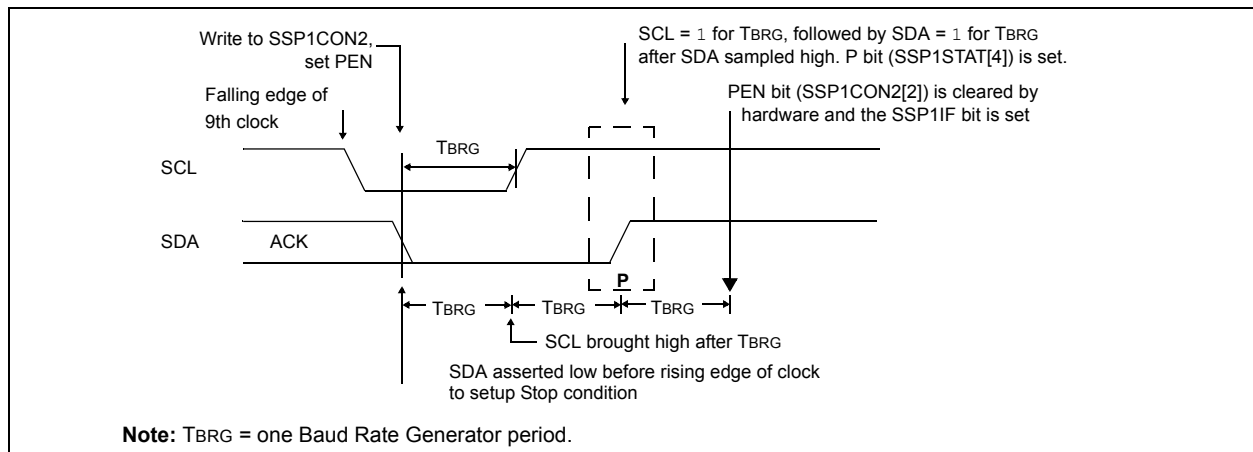 Write to SSP1CON2,
set PEN
SCL = 1 for TBRG, followed by SDA = 1 for TBRG
after SDA sampled high. P bit (SSP1STAT[4]) is set.
Falling edge of
9th clock
PEN bit (SSP1CON2[2]) is cleared by
hardware and the SSP1IF bit is set
TBRG
SCL
SDA
ACK
P
TBRG
TBRG
TBRG
SCL brought high after TBRG
SDA asserted low before rising edge of clock
to setup Stop condition
Note: TBRG = one Baud Rate Generator period.